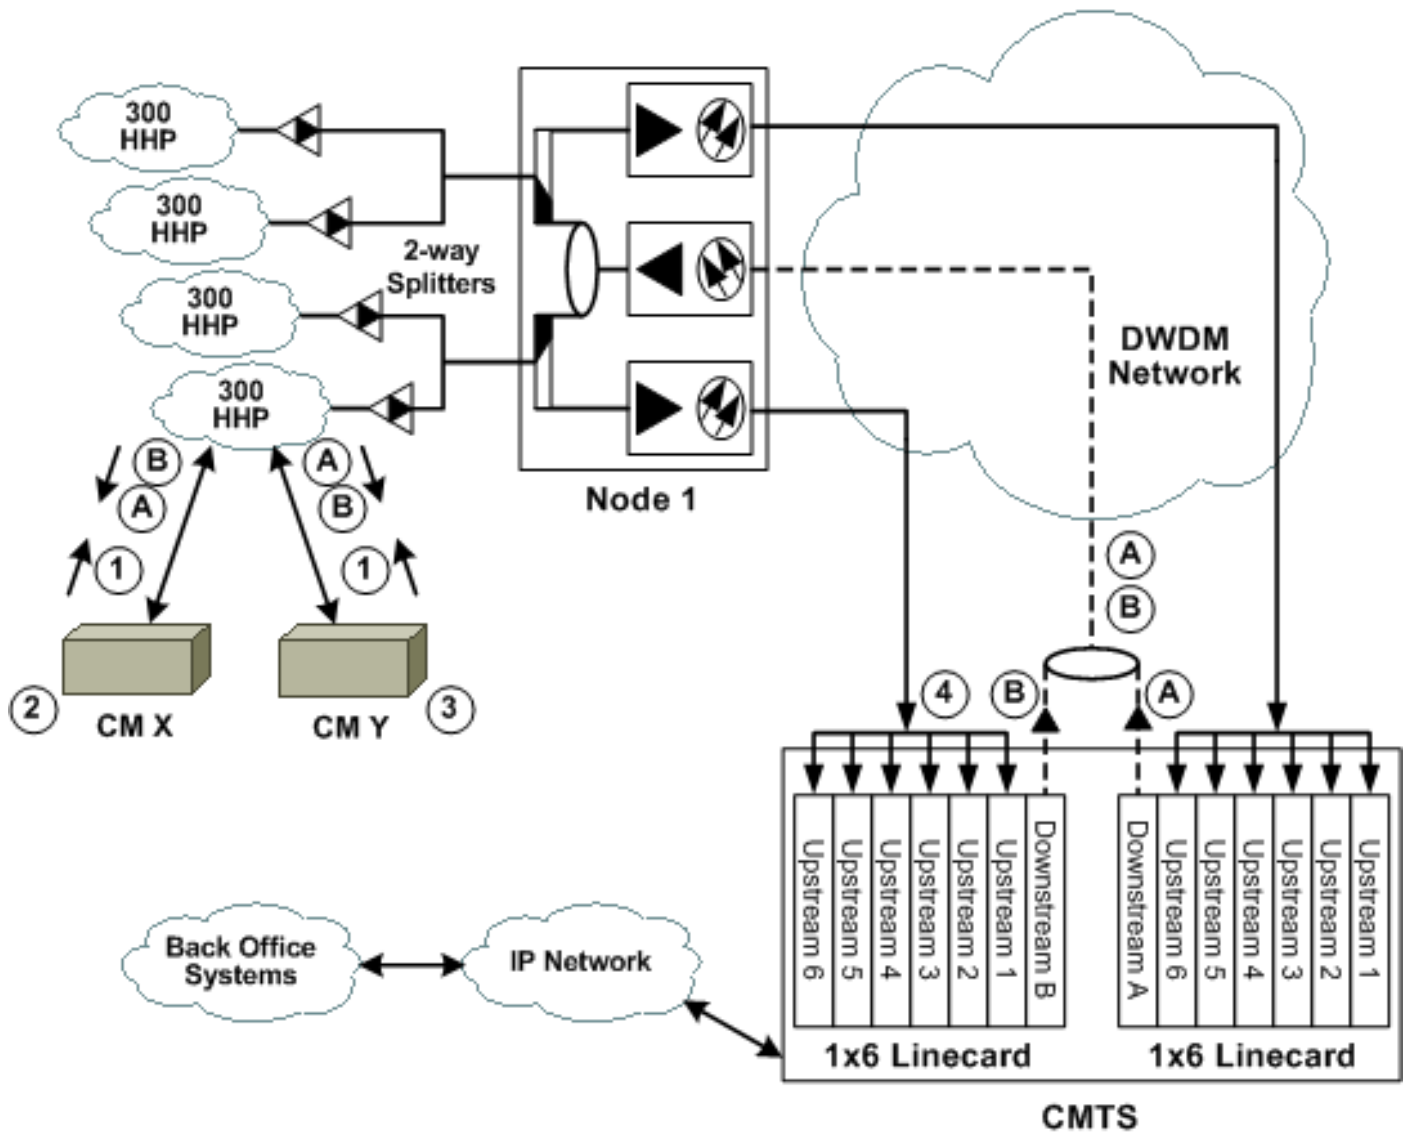 300
HHP
300
HHP
300
HHP
300
HHP
2-way
Splitters
Node 1
DWDM
Network
B
A
A
B
1
1
2
CM X
CM Y
3
A
B
4
B
A
Upstream 6
Upstream 5
Upstream 4
Upstream 3
Upstream 2
Upstream 1
Downstream B
Downstream A
Upstream 6
Upstream 5
Upstream 4
Upstream 3
Upstream 2
Upstream 1
1x6 Linecard
1x6 Linecard
CMTS
Back Office
Systems
IP Network